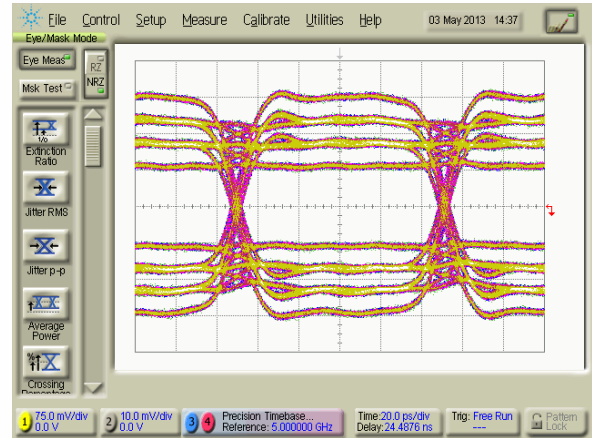 File Control Setup Measure Calibrate Utilities Help 03 May 2013 14:37
Eye/Mask Mode
Eye Meas
RZ
NRZ
Msk Test
1/0
Extinction
Ratio
Jitter RMS
Jitter p-p
Average
Power
%
Crossing
Percentage
1 75.0 mV/div
0.0 V
2 10.0 mV/div
0.0 V
3 4 Precision Timebase...
Reference: 5.000000 GHz
Time:20.0 ps/div
Delay:24.4876 ns
Trig: Free Run
---
Pattern
Lock